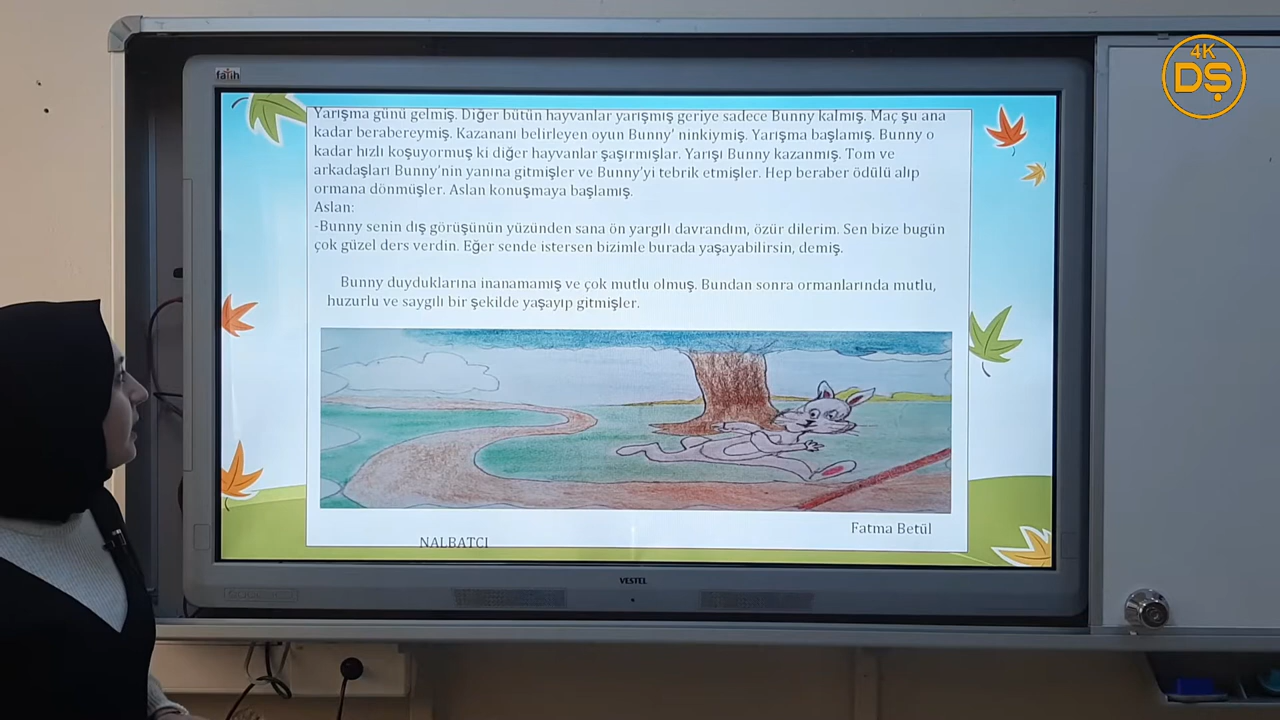 4K
DŞ
fatih
Yarışma günü gelmiş. Diğer bütün hayvanlar yarışmış geriye sadece Bunny kalmış. Maç şu ana
kadar berabereymiş. Kazananı belirleyen oyun Bunny' ninkiymiş. Yarışma başlamış. Bunny o
kadar hızlı koşuyormuş ki diğer hayvanlar şaşırmışlar. Yarışı Bunny kazanmış. Tom ve
arkadaşları Bunny'nin yanına gitmişler ve Bunny'yi tebrik etmişler. Hep beraber ödülü alıp
ormana dönmüşler. Aslan konuşmaya başlamış.
Aslan:
-Bunny senin dış görüşünün yüzünden sana ön yargılı davrandım, özür dilerim. Sen bize bugün
çok güzel ders verdin. Eğer sende istersen bizimle burada yaşayabilirsin, demiş.
Bunny duyduklarına inanamamış ve çok mutlu olmuş. Bundan sonra ormanlarında mutlu,
huzurlu ve saygılı bir şekilde yaşayıp gitmişler.
Fatma Betül
NALBATCI
VESTEL